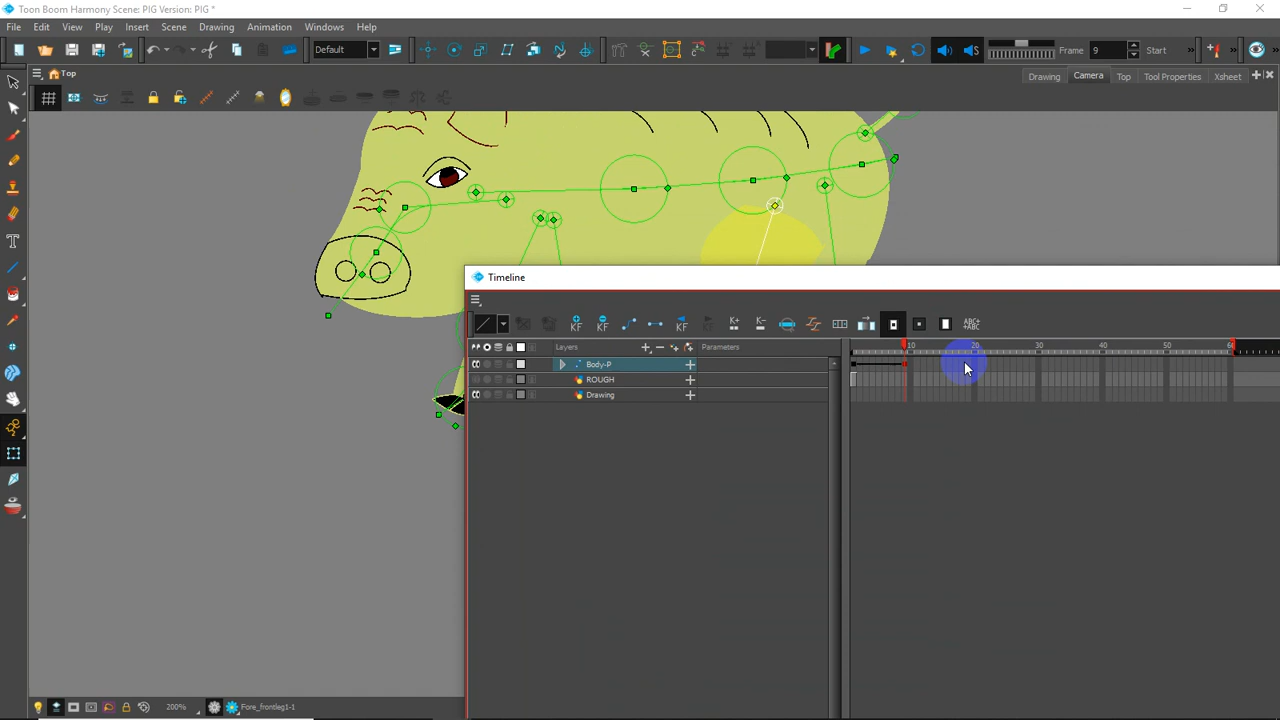 Toon Boom Harmony Scene: PIG Version: PIG *
File Edit View Play Insert Scene Drawing Animation Windows Help
Default Frame 9 Start
Top Drawing Camera Top Tool Properties Xsheet
Timeline
ABC+
+ABC
Layers Parameters 10 20 30 40 50 60
Body-P
ROUGH
Drawing
200% Fore_frontleg1-1